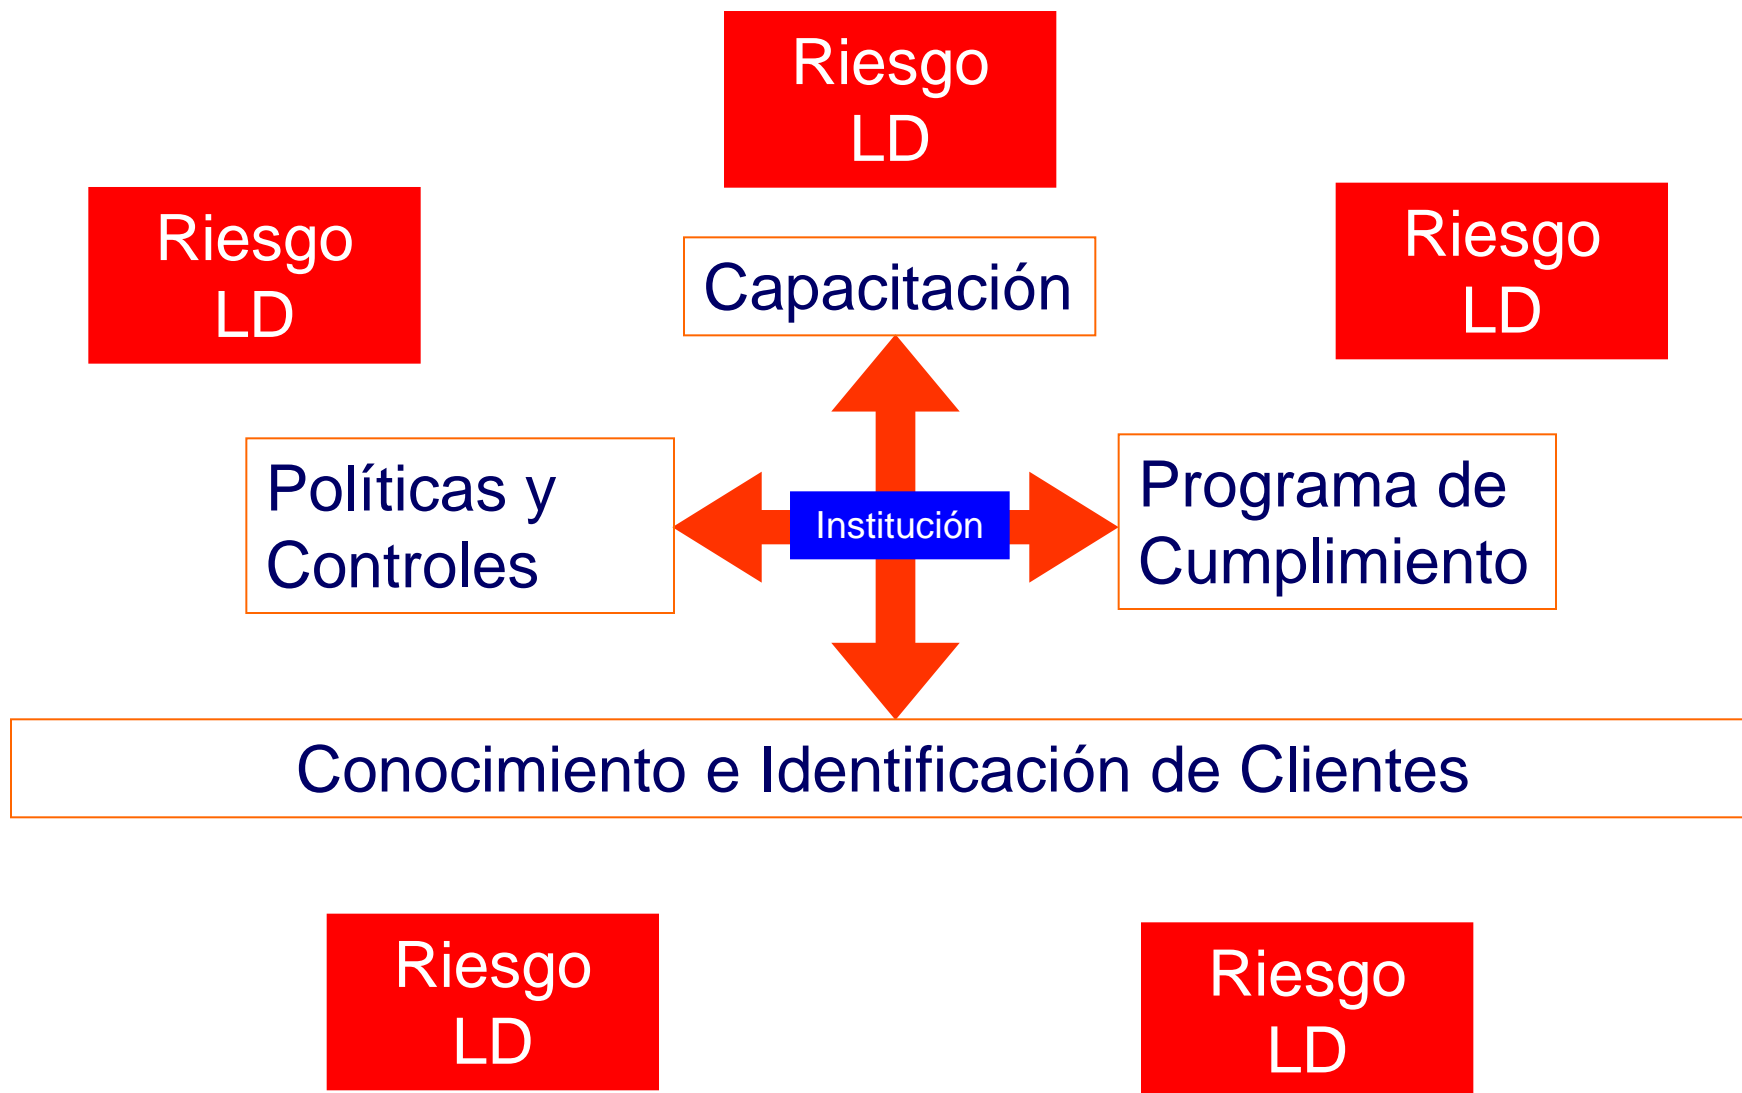 Riesgo
LD
Riesgo
LD
Riesgo
LD
Capacitación
Políticas y
Controles
Institución
Programa de
Cumplimiento
Conocimiento e Identificación de Clientes
Riesgo
LD
Riesgo
LD